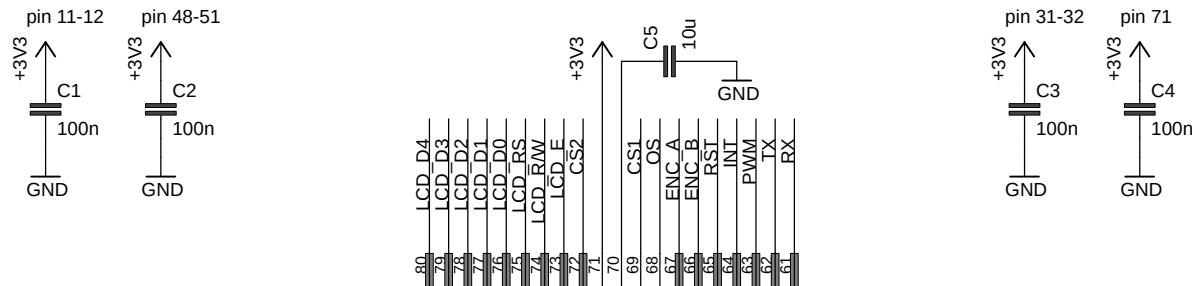 pin 11-12
+3V3
C1
100n
GND
pin 48-51
+3V3
C2
100n
GND
+3V3
C5
10u
GND
pin 31-32
+3V3
C3
100n
GND
pin 71
+3V3
C4
100n
GND
LCD_D4
LCD_D3
LCD_D2
LCD_D1
LCD_D0
LCD_RS
LCD_R/W
LCD_E
CS2
CS1
OS
ENC_A
ENC_B
RST
INT
PWM
TX
RX
80
79
78
77
76
75
74
73
72
71
70
69
68
67
66
65
64
63
62
61